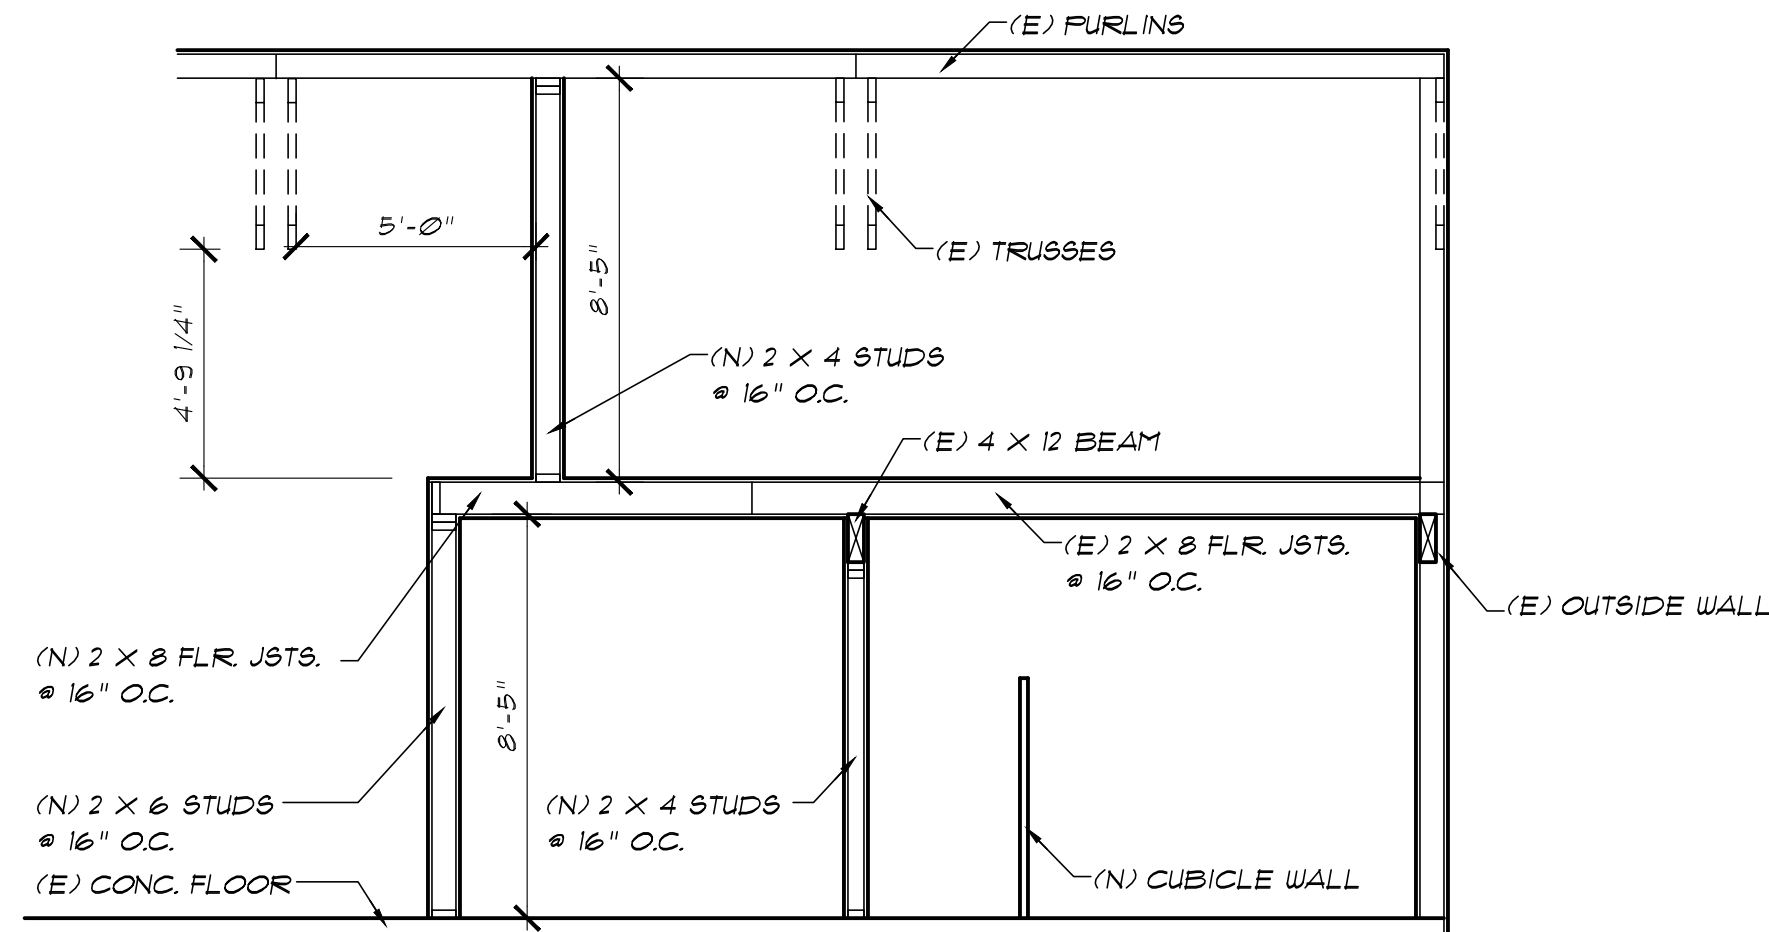 (E) PURLINS
5'-0"
8'-5"
(E) TRUSSES
4'-9 1/4"
(N) 2 X 4 STUDS
@ 16" O.C.
(E) 4 X 12 BEAM
(E) 2 X 8 FLR. JSTS.
@ 16" O.C.
(E) OUTSIDE WALL
(N) 2 X 8 FLR. JSTS.
@ 16" O.C.
8'-5"
(N) 2 X 6 STUDS
@ 16" O.C.
(N) 2 X 4 STUDS
@ 16" O.C.
(E) CONC. FLOOR
(N) CUBICLE WALL